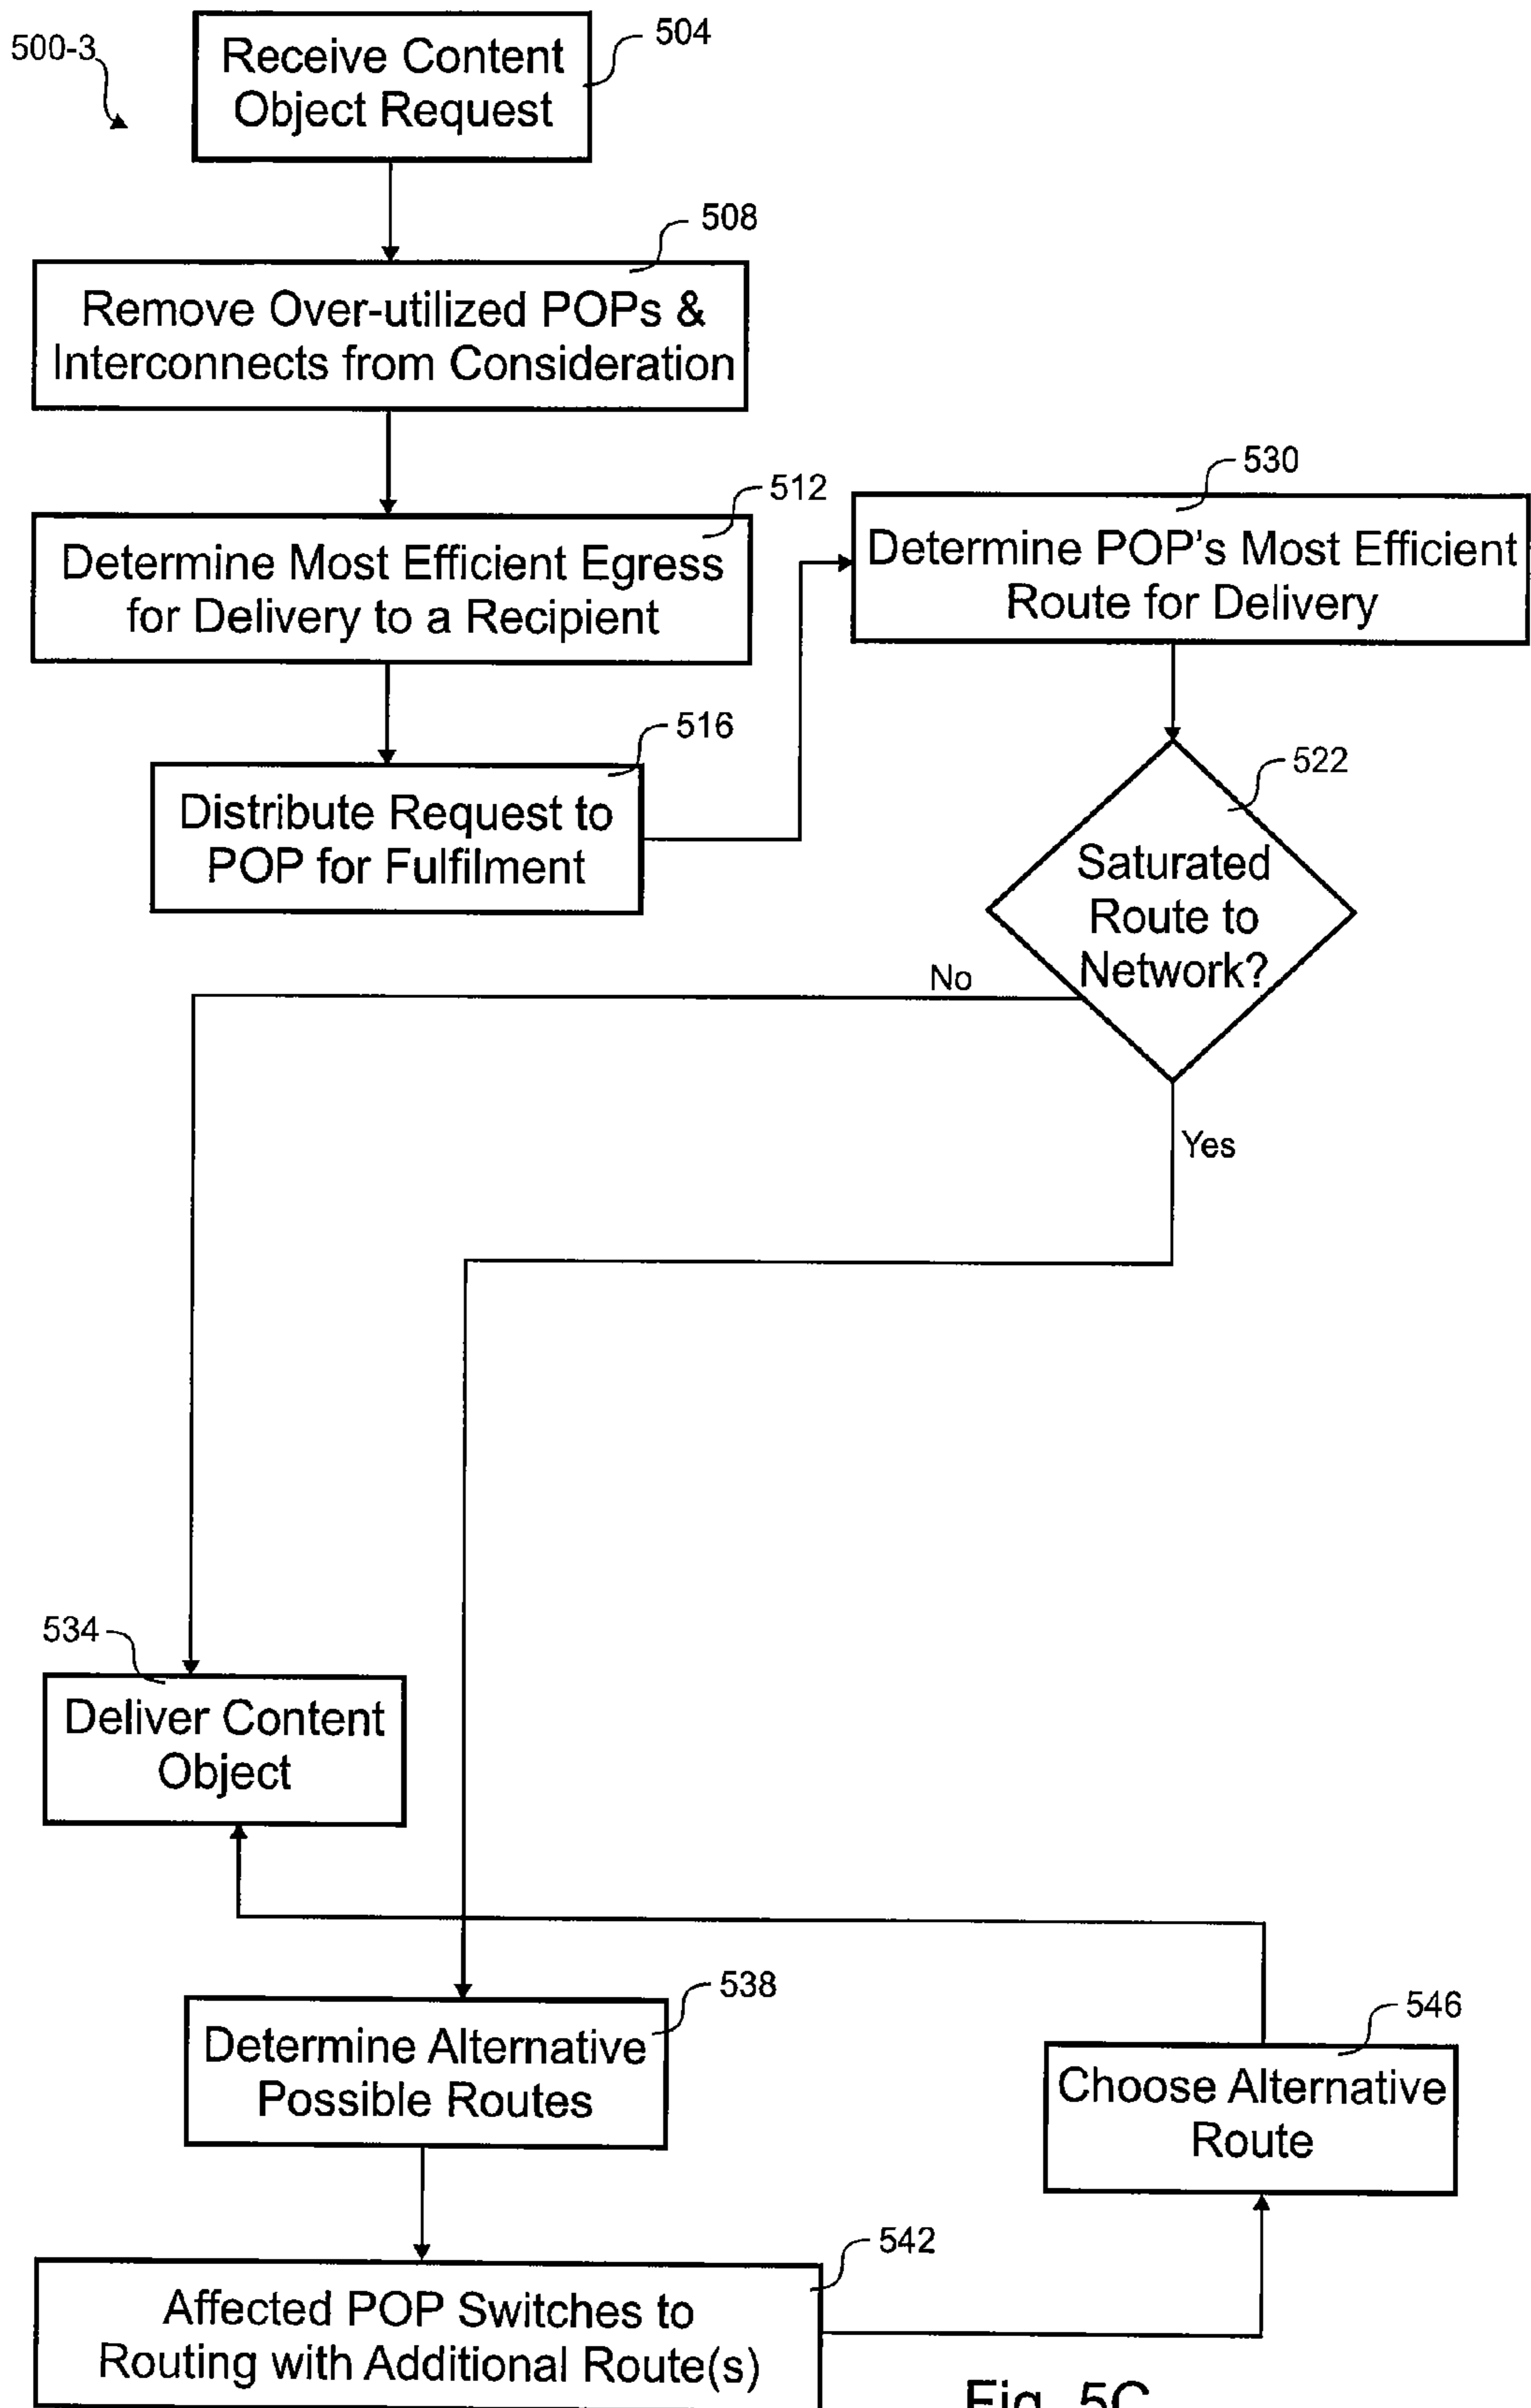 500-3
504
Receive Content
Object Request
508
Remove Over-utilized POPs &
Interconnects from Consideration
512
Determine Most Efficient Egress
for Delivery to a Recipient
516
Distribute Request to
POP for Fulfilment
530
Determine POP's Most Efficient
Route for Delivery
522
Saturated
Route to
Network?
No
Yes
534
Deliver Content
Object
538
Determine Alternative
Possible Routes
546
Choose Alternative
Route
542
Affected POP Switches to
Routing with Additional Route(s)
Fig. 5C